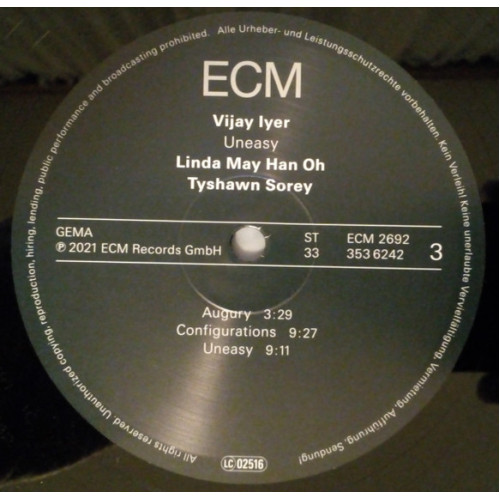 ECM
Vijay Iyer
Uneasy
Linda May Han Oh
Tyshawn Sorey
GEMA
℗ 2021 ECM Records GmbH
ST
33
ECM 2692
353 6242
3
Augury 3:29
Configurations 9:27
Uneasy 9:11
LC 02516
All rights reserved. Unauthorized copying, reproduction, hiring, lending, public performance and broadcasting prohibited. Alle Urheber- und Leistungsschutzrechte vorbehalten. Kein Verleih! Keine unerlaubte Vervielfältigung, Vermietung, Aufführung, Sendung!